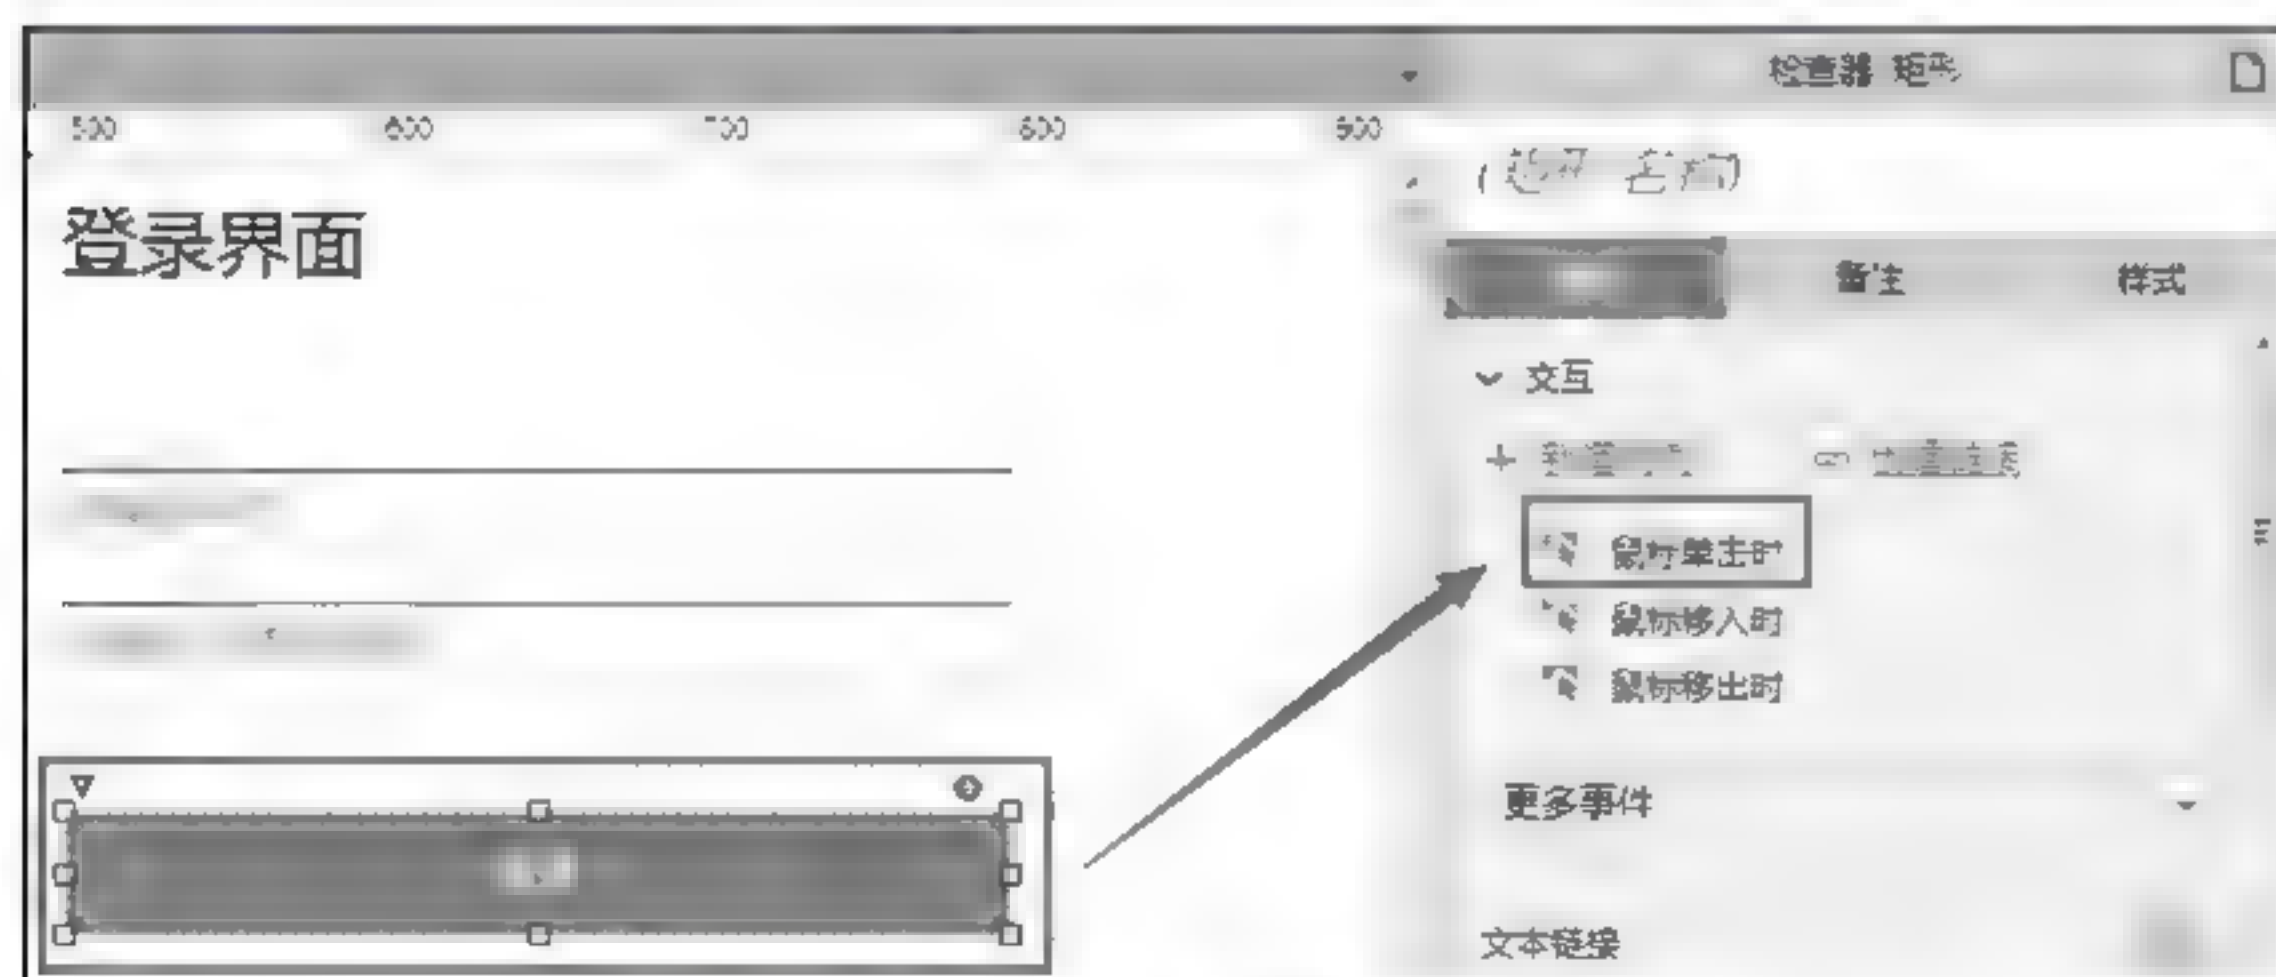 检查器 矩形
500 600 700 800 900
登录界面
备注 样式
交互
鼠标单击时
鼠标移入时
鼠标移出时
更多事件
文本链接